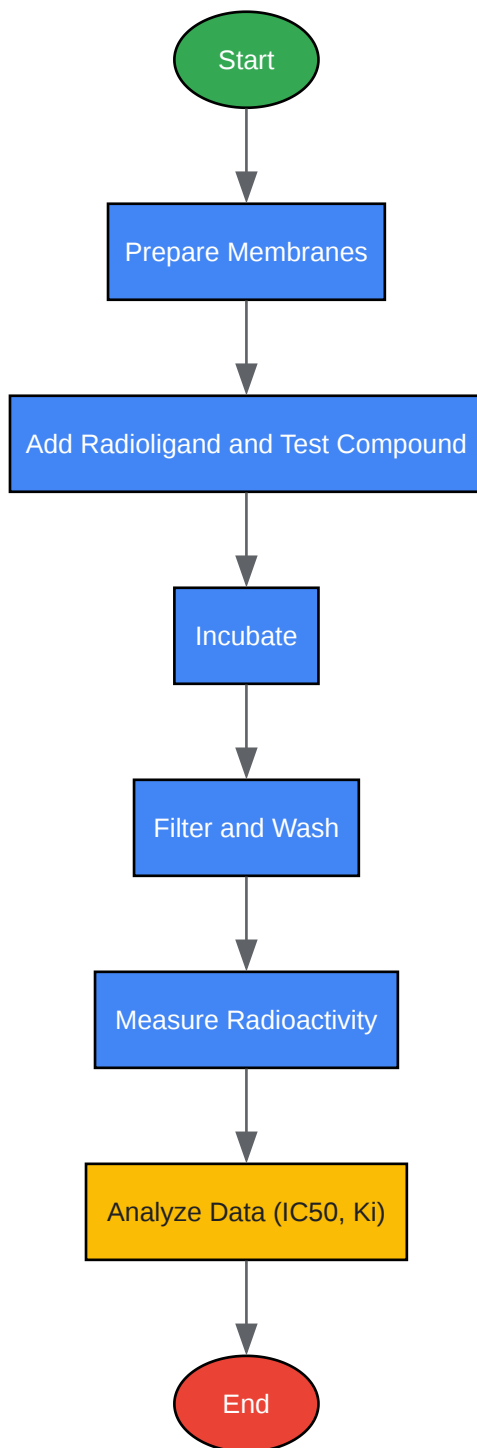 Start
Prepare Membranes
Add Radioligand and Test Compound
Incubate
Filter and Wash
Measure Radioactivity
Analyze Data (IC50, Ki)
End